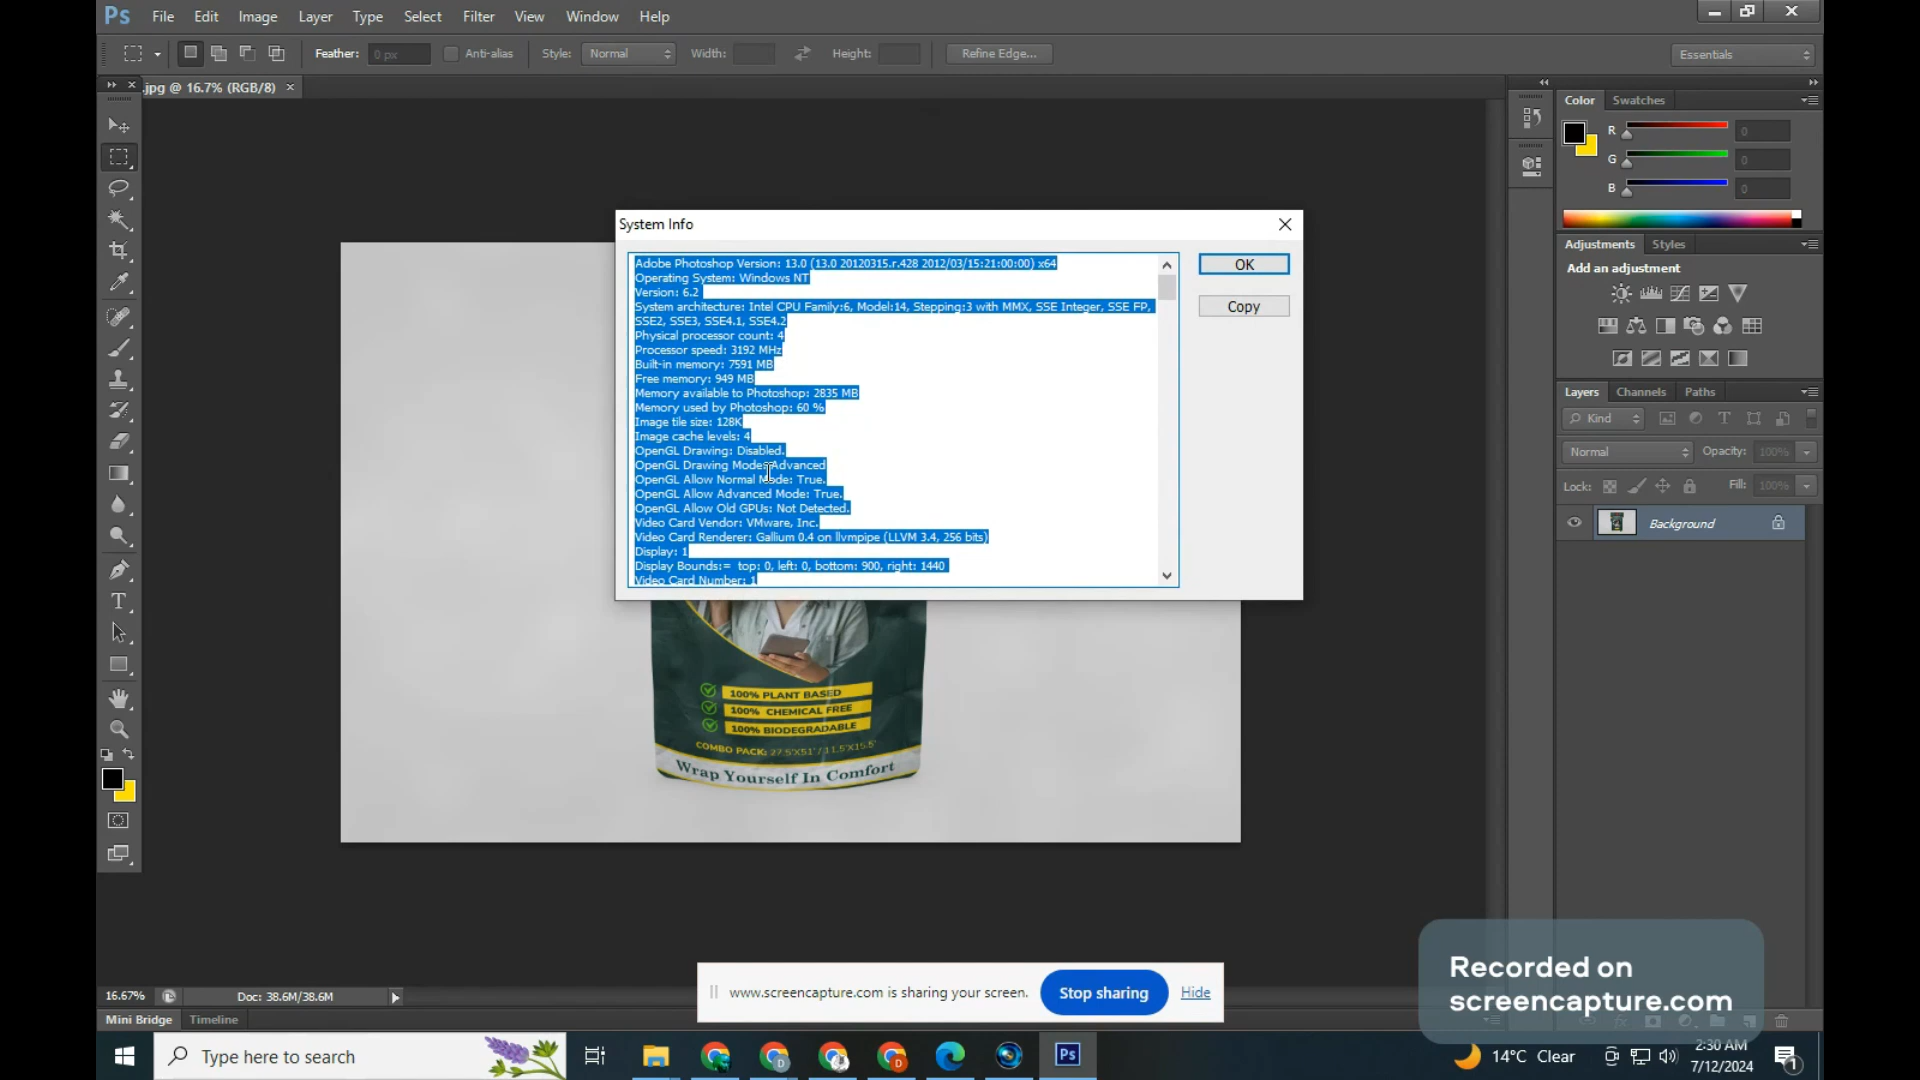 Ps File Edit Image Layer Type Select Filter View Window Help
Feather: 0 px Anti-alias Style: Normal Width: Height: Refine Edge... Essentials
.jpg @ 16.7% (RGB/8)
Color Swatches
R 0
G 0
B 0
Adjustments Styles
Add an adjustment
Layers Channels Paths
Kind
Normal Opacity: 100%
Lock: Fill: 100%
Background
System Info
Adobe Photoshop Version: 13.0 (13.0 20120315.r.428 2012/03/15:21:00:00) x64
Operating System: Windows NT
Version: 6.2
System architecture: Intel CPU Family:6, Model:14, Stepping:3 with MMX, SSE Integer, SSE FP,
SSE2, SSE3, SSE4.1, SSE4.2
Physical processor count: 4
Processor speed: 3192 MHz
Built-in memory: 7591 MB
Free memory: 949 MB
Memory available to Photoshop: 2835 MB
Memory used by Photoshop: 60 %
Image tile size: 128K
Image cache levels: 4
OpenGL Drawing: Disabled.
OpenGL Drawing Mode: Advanced
OpenGL Allow Normal Mode: True.
OpenGL Allow Advanced Mode: True.
OpenGL Allow Old GPUs: Not Detected.
Video Card Vendor: VMware, Inc.
Video Card Renderer: Gallium 0.4 on llvmpipe (LLVM 3.4, 256 bits)
Display: 1
Display Bounds:= top: 0, left: 0, bottom: 900, right: 1440
Video Card Number: 1
OK
Copy
100% PLANT BASED
100% CHEMICAL FREE
100% BIODEGRADABLE
COMBO PACK: 27.5"X51" / 11.5"X15.5"
Wrap Yourself In Comfort
16.67% Doc: 38.6M/38.6M
Mini Bridge Timeline
www.screencapture.com is sharing your screen. Stop sharing Hide
Recorded on
screencapture.com
Type here to search
Ps
14°C Clear
2:30 AM
7/12/2024
1